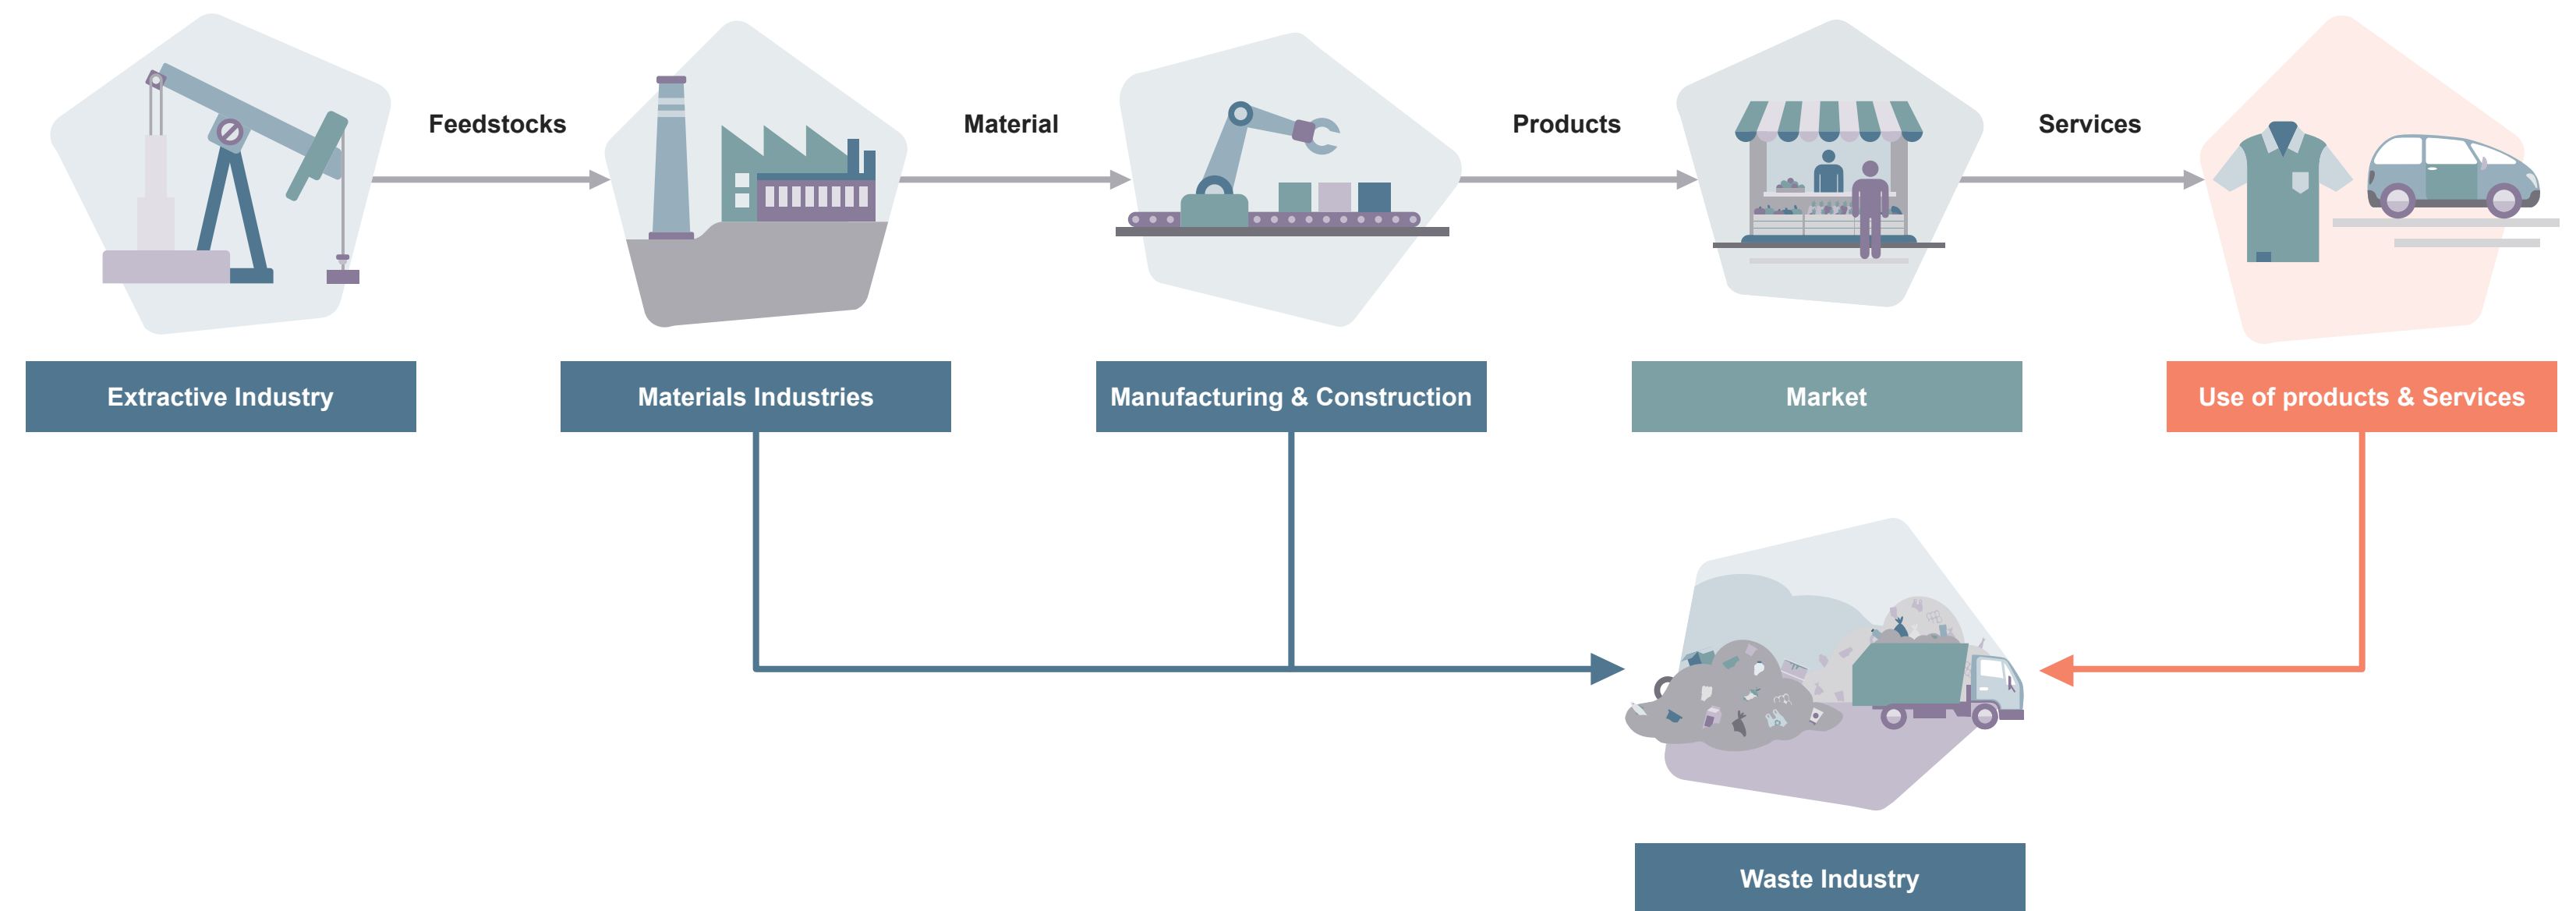 Feedstocks
Material
Products
Services
Extractive Industry
Materials Industries
Manufacturing & Construction
Market
Use of products & Services
Waste Industry